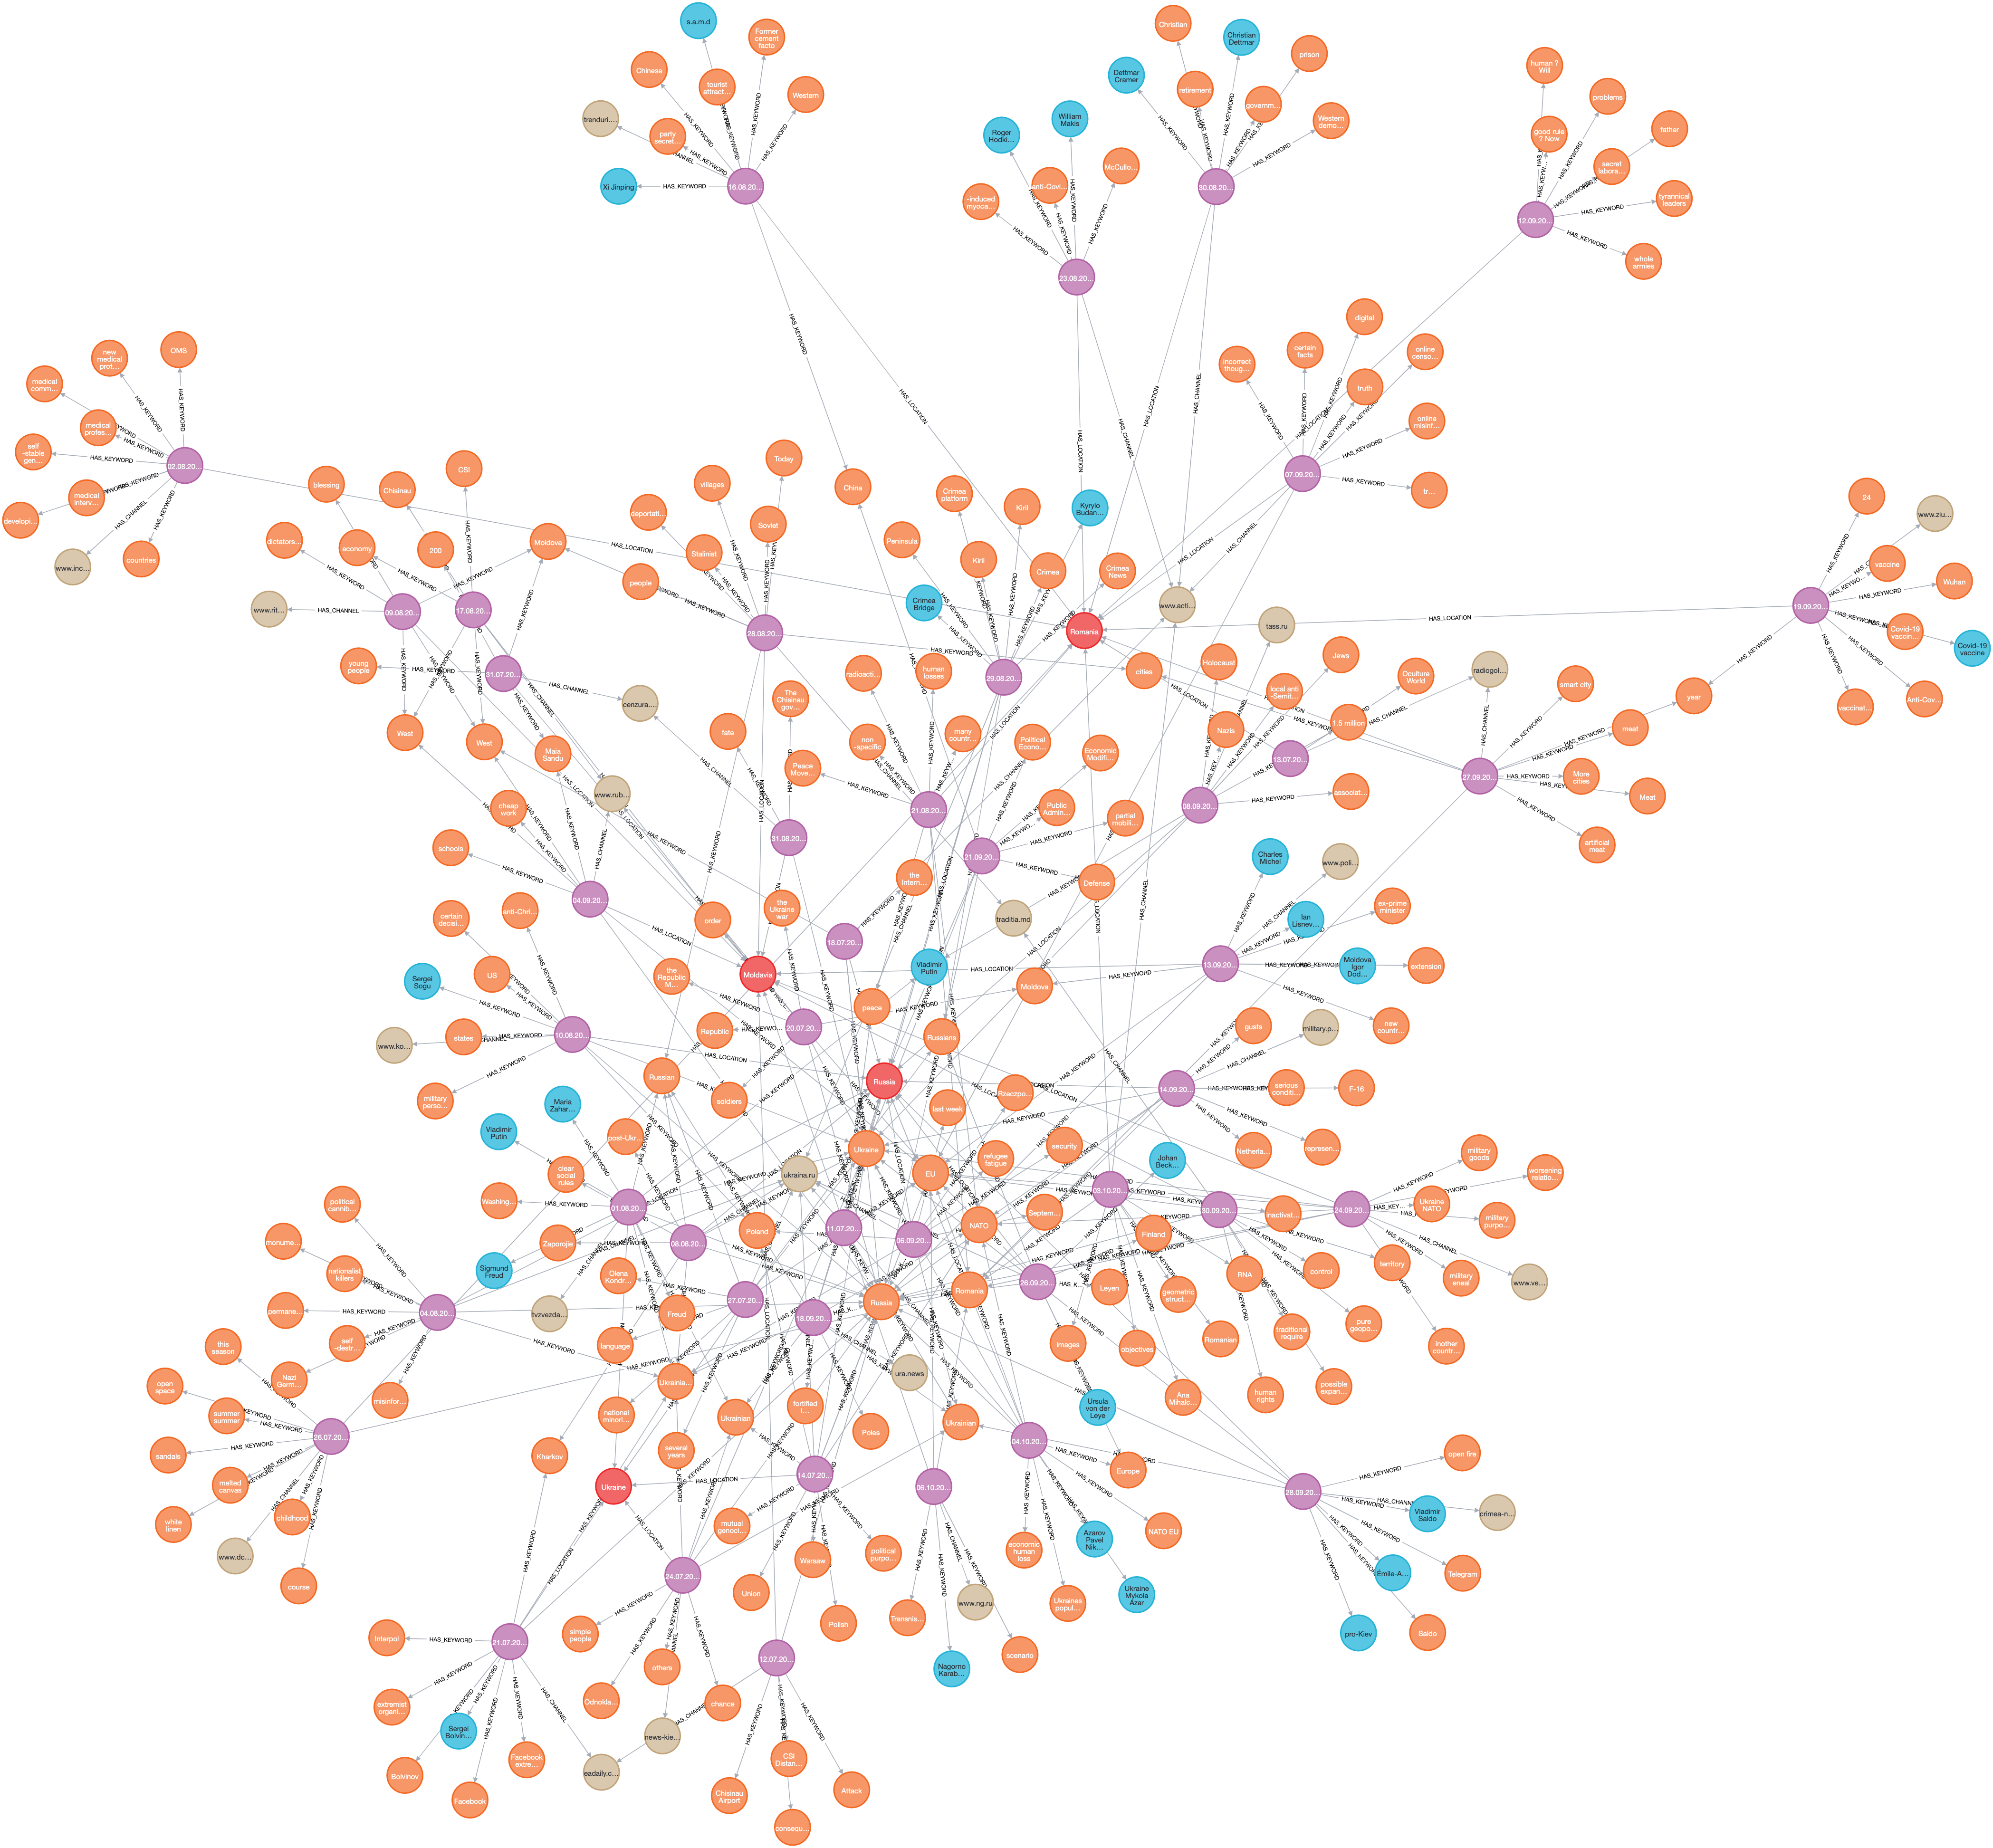 s.a.m.d
Former
cement
facto
Chinese
tourist
attract...
Western
trenduri....
party
secret...
Xi Jinping
16.08.20...
Christian
Christian
Dettmar
prison
Dettmar
Cramer
retirement
governm...
Western
demo...
30.08.20...
William
Makis
Roger
Hodki...
McCullo...
anti-Covi...
-induced
myoca...
23.08.20...
human ?
Will
problems
good rule
? Now
father
secret
labora...
tyrannical
leaders
12.09.20...
whole
armies
digital
certain
facts
online
censo...
incorrect
thoug...
truth
online
misinf...
07.09.20...
tr...
OMS
new
medical
prot...
medical
comm...
medical
profes...
self
-stable
gen...
02.08.20...
medical
interv...
developi...
www.inc...
countries
blessing
Chisinau
CSI
dictators...
economy
200
Moldova
www.rit...
09.08.20...
17.08.20...
young
people
31.07.20...
cenzura....
West
West
Maia
Sandu
www.rub...
cheap
work
schools
04.09.20...
villages
Today
deportati...
Soviet
Stalinist
people
28.08.20...
China
Crimea
platform
Kiril
Kyrylo
Budan...
Peninsula
Kiril
Crimea
Crimea
News
Crimea
Bridge
Romania
www.acti...
29.08.20...
cities
tass.ru
24
www.ziu...
vaccine
Wuhan
19.09.20...
Covid-19
vaccin...
Covid-19
vaccine
vaccinat...
Anti-Cov...
year
radiogol...
smart city
meat
27.09.20...
More
cities
Meat
artificial
meat
Holocaust
Jews
local anti
-Semit...
Oculture
World
Nazis
1.5 million
13.07.20...
08.09.20...
associat...
radioacti...
human
losses
The
Chisinau
gov...
fate
non
-specific
many
countr...
Political
Econo...
Economic
Modifi...
Peace
Move...
21.08.20...
Public
Admin...
partial
mobili...
31.08.20...
21.09.20...
the
Intern...
Defense
traditia.md
order
the
Ukraine
war
18.07.20...
Moldavia
Vladimir
Putin
Moldova
the
Republic
M...
peace
Republic
20.07.20...
Russians
Charles
Michel
www.poli...
Ian
Lisnev...
ex-prime
minister
13.09.20...
Moldova
Igor
Dod...
extension
new
countr...
gusta
military.p...
14.09.20...
serious
conditi...
F-16
Netherla...
represen...
certain
decisi...
anti-Chri...
Sergei
Sogu
US
www.ko...
states
10.08.20...
military
perso...
Russian
soldiers
Russia
last week
Rzeczpo...
Maria
Zahar...
Vladimir
Putin
post-Ukr...
clear
social
rules
Washing...
01.08.20...
Zaporojie
08.08.20...
Sigmund
Freud
tvzvezda...
ukraina.ru
Ukraine
EU
refugee
fatigue
security
Johan
Beck...
Poland
11.07.20...
06.09.20...
NATO
Septem...
03.10.20...
30.09.20...
inactivat...
24.09.20...
military
goods
worsening
relatio...
Ukraine
NATO
military
purpo...
Finland
territory
military
eneal
www.ve...
inother
countr...
26.09.20...
Leyen
geometric
struct...
RNA
control
pure
geopo...
traditional
require
Romanian
images
objectives
possible
expan...
human
rights
Ana
Mihalc...
Ursula
von der
Leye
Europe
political
cannib...
monume...
nationalist
killers
permane...
04.08.20...
self
-destr...
Nazi
Germ...
misinfor...
this
season
open
space
summer
summer
26.07.20...
sandals
melted
canvas
white
linen
childhood
www.dc...
course
Olena
Kondr...
27.07.20...
Freud
18.09.20...
Russia
Romania
language
Ukrainia...
ura.news
national
minori...
Ukrainian
fortified
l...
Ukrainian
several
years
Poles
Kharkov
Ukraine
14.07.20...
06.10.20...
04.10.20...
mutual
genoci...
Warsaw
political
purpo...
Union
Polish
24.07.20...
simple
people
others
Odnokla...
chance
12.07.20...
news-kie...
eadaily.c...
21.07.20...
Interpol
extremist
organi...
Sergei
Bolvin...
Bolvinov
Facebook
extre...
Facebook
CSI
Distan...
Chisinau
Airport
Attack
consequ...
Transnis...
www.ng.ru
Nagorno
Karab...
scenario
economic
human
loss
Azarov
Pavel
Nik...
NATO EU
Ukraines
popul...
Ukraine
Mykola
Azar
28.09.20...
open fire
Vladimir
Saldo
crimea-n...
Émile-A...
Telegram
pro-Kiev
Saldo
HAS_KEYWORD
HAS_CHANNEL
HAS_LOCATION